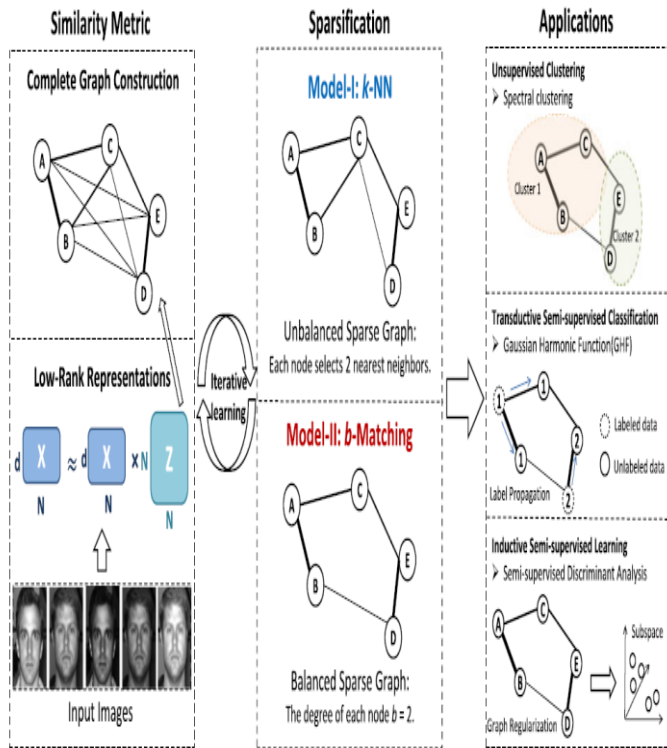 Similarity Metric
Complete Graph Construction
A
C
B
E
D
Low-Rank Representations
d
X
≈
d
X
×
N
Z
N
N
N
Input Images
Iterative
learning
Sparsification
Model-I: k-NN
A
C
B
E
D
Unbalanced Sparse Graph:
Each node selects 2 nearest neighbors.
Model-II: b-Matching
A
C
B
E
D
Balanced Sparse Graph:
The degree of each node b = 2.
Applications
Unsupervised Clustering
➢ Spectral clustering
C
A
Cluster 1
E
B
Cluster 2
D
Transductive Semi-supervised Classification
➢ Gaussian Harmonic Function(GHF)
1
1
2
1
2
Labeled data
Unlabeled data
Label Propagation
Inductive Semi-supervised Learning
➢ Semi-supervised Discriminant Analysis
A
C
E
B
D
Subspace
Graph Regularization